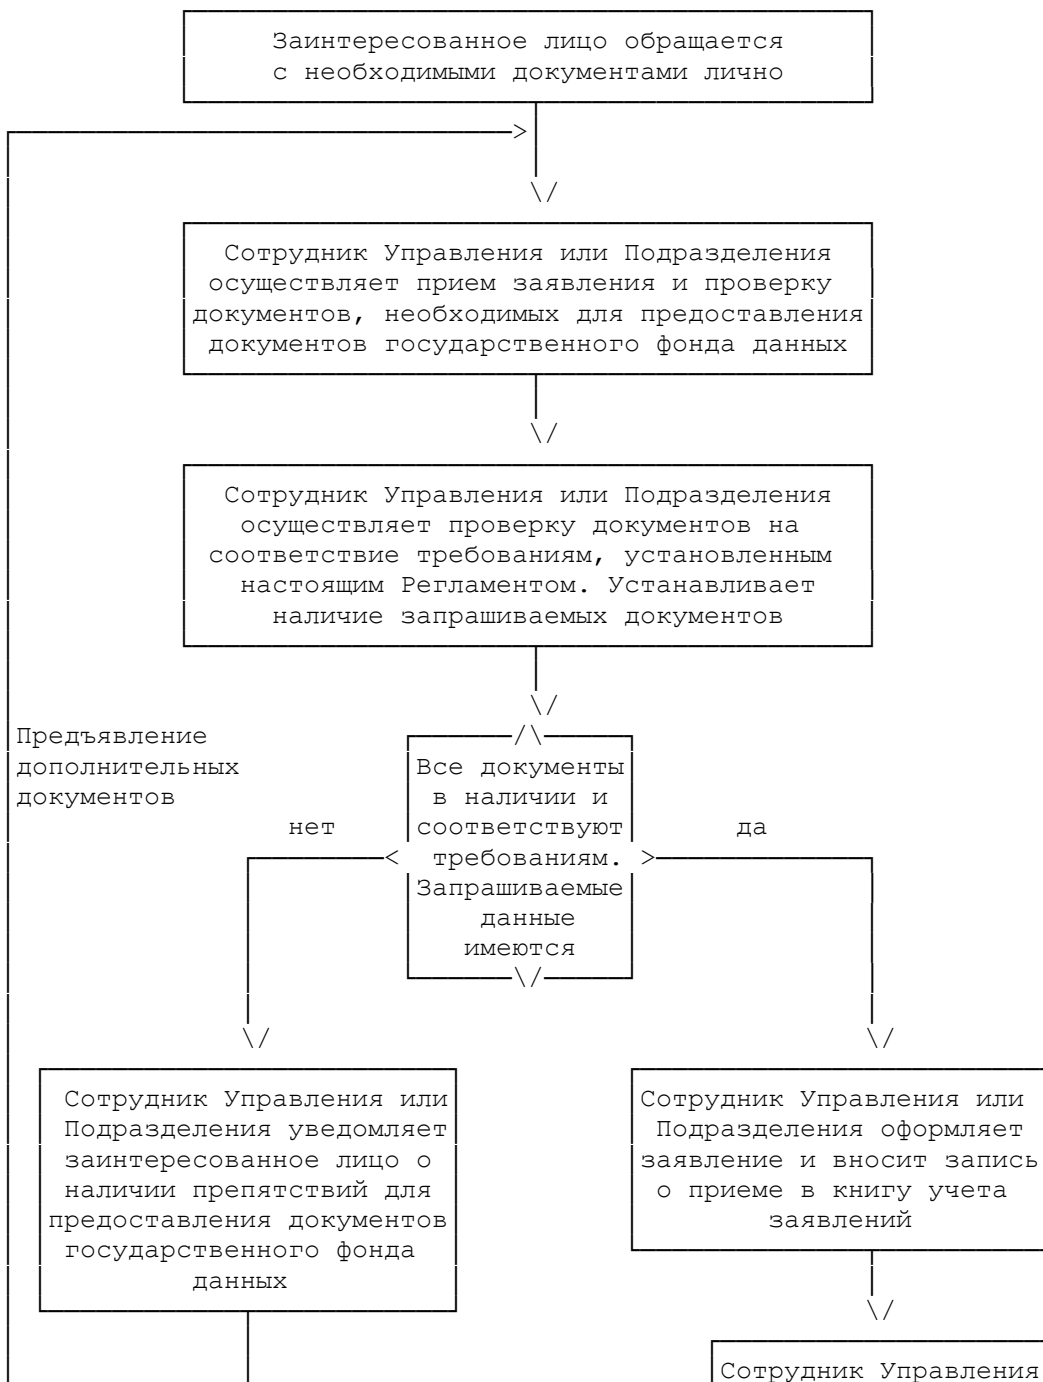 Заинтересованное лицо обращается
с необходимыми документами лично
Сотрудник Управления или Подразделения
осуществляет прием заявления и проверку
документов, необходимых для предоставления
документов государственного фонда данных
Сотрудник Управления или Подразделения
осуществляет проверку документов на
соответствие требованиям, установленным
настоящим Регламентом. Устанавливает
наличие запрашиваемых документов
Предъявление
дополнительных
документов
Все документы
в наличии и
соответствуют
требованиям.
Запрашиваемые
данные
имеются
нет
да
Сотрудник Управления или
Подразделения уведомляет
заинтересованное лицо о
наличии препятствий для
предоставления документов
государственного фонда
данных
Сотрудник Управления или
Подразделения оформляет
заявление и вносит запись
о приеме в книгу учета
заявлений
Сотрудник Управления